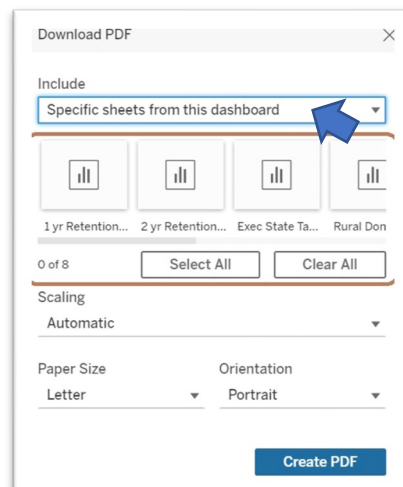 Download PDF
Include
Specific sheets from this dashboard
1 yr Retention... 2 yr Retention... Exec State Ta... Rural Dom
0 of 8 Select All Clear All
Scaling
Automatic
Paper Size Orientation
Letter Portrait
Create PDF